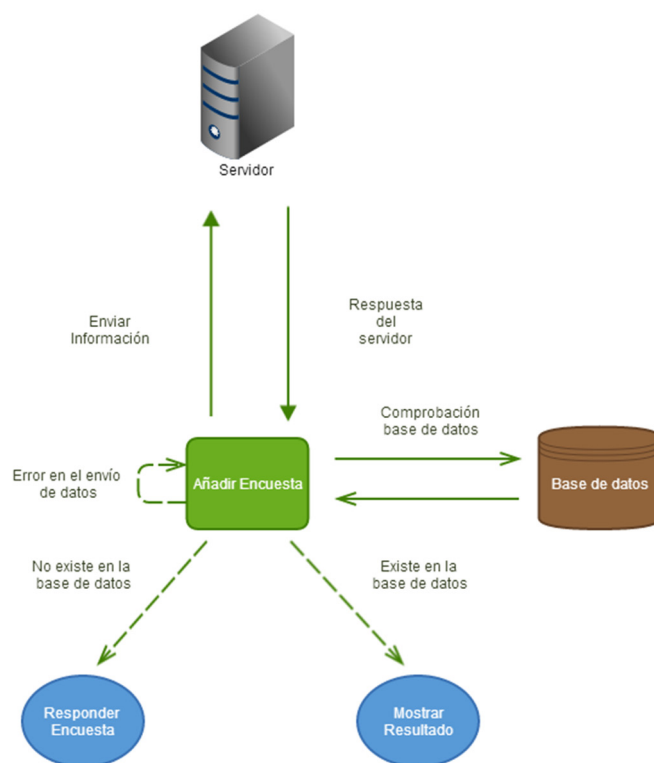 Servidor
Enviar
Información
Respuesta
del
servidor
Comprobación
base de datos
Error en el envío
de datos
Añadir Encuesta
Base de datos
No existe en la
base de datos
Existe en la
base de datos
Responder
Encuesta
Mostrar
Resultado